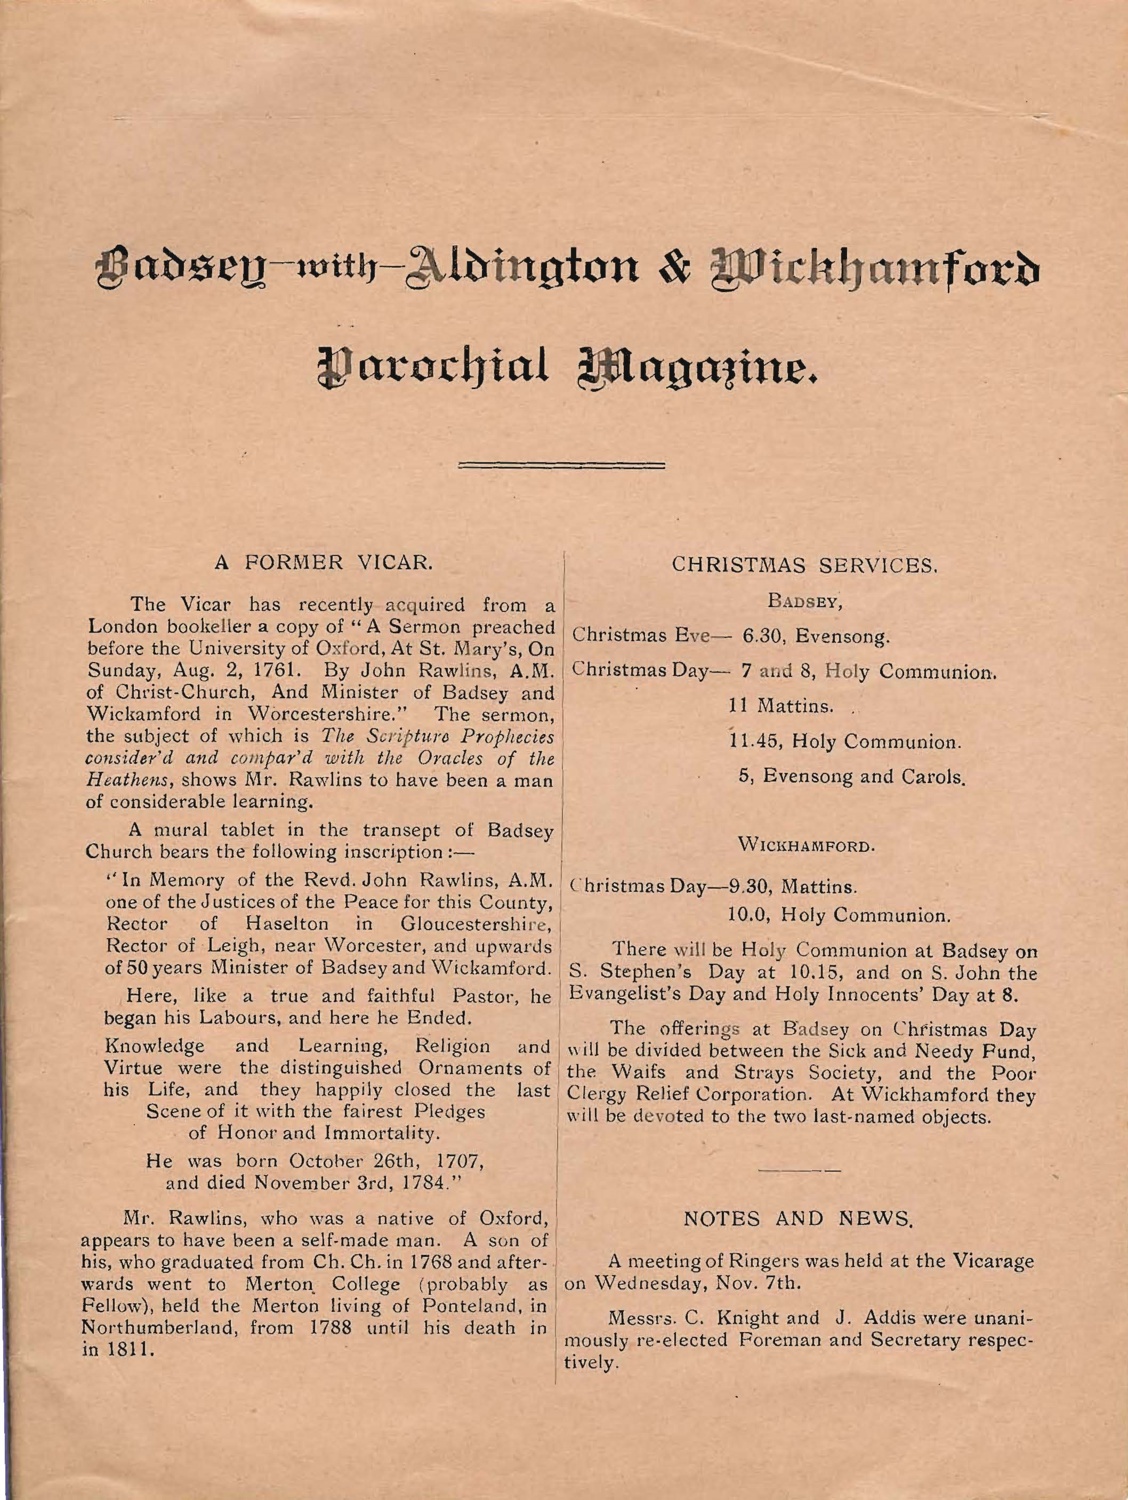 Badsey—with—Aldington & Wickhamford
Parochial Magazine.
A FORMER VICAR.
The Vicar has recently acquired from a
London bookeller a copy of “ A Sermon preached
before the University of Oxford, At St. Mary's, On
Sunday, Aug. 2, 1761. By John Rawlins, A.M.
of Christ-Church, And Minister of Badsey and
Wickamford in Worcestershire.” The sermon,
the subject of which is The Scripture Prophecies
consider'd and compar'd with the Oracles of the
Heathens, shows Mr. Rawlins to have been a man
of considerable learning.
A mural tablet in the transept of Badsey
Church bears the following inscription :—
“ In Memory of the Revd. John Rawlins, A.M.
one of the Justices of the Peace for this County,
Rector of Haselton in Gloucestershire,
Rector of Leigh, near Worcester, and upwards
of 50 years Minister of Badsey and Wickamford.
Here, like a true and faithful Pastor, he
began his Labours, and here he Ended.
Knowledge and Learning, Religion and
Virtue were the distinguished Ornaments of
his Life, and they happily closed the last
Scene of it with the fairest Pledges
of Honor and Immortality.
He was born October 26th, 1707,
and died November 3rd, 1784.”
Mr. Rawlins, who was a native of Oxford,
appears to have been a self-made man. A son of
his, who graduated from Ch. Ch. in 1768 and after-
wards went to Merton College (probably as
Fellow), held the Merton living of Ponteland, in
Northumberland, from 1788 until his death in
in 1811.
CHRISTMAS SERVICES.
BADSEY,
Christmas Eve— 6.30, Evensong.
Christmas Day— 7 and 8, Holy Communion.
11 Mattins.
11.45, Holy Communion.
5, Evensong and Carols.
WICKHAMFORD.
Christmas Day—9.30, Mattins.
10.0, Holy Communion.
There will be Holy Communion at Badsey on
S. Stephen's Day at 10.15, and on S. John the
Evangelist's Day and Holy Innocents' Day at 8.
The offerings at Badsey on Christmas Day
will be divided between the Sick and Needy Fund,
the Waifs and Strays Society, and the Poor
Clergy Relief Corporation. At Wickhamford they
will be devoted to the two last-named objects.
NOTES AND NEWS.
A meeting of Ringers was held at the Vicarage
on Wednesday, Nov. 7th.
Messrs. C. Knight and J. Addis were unani-
mously re-elected Foreman and Secretary respec-
tively.